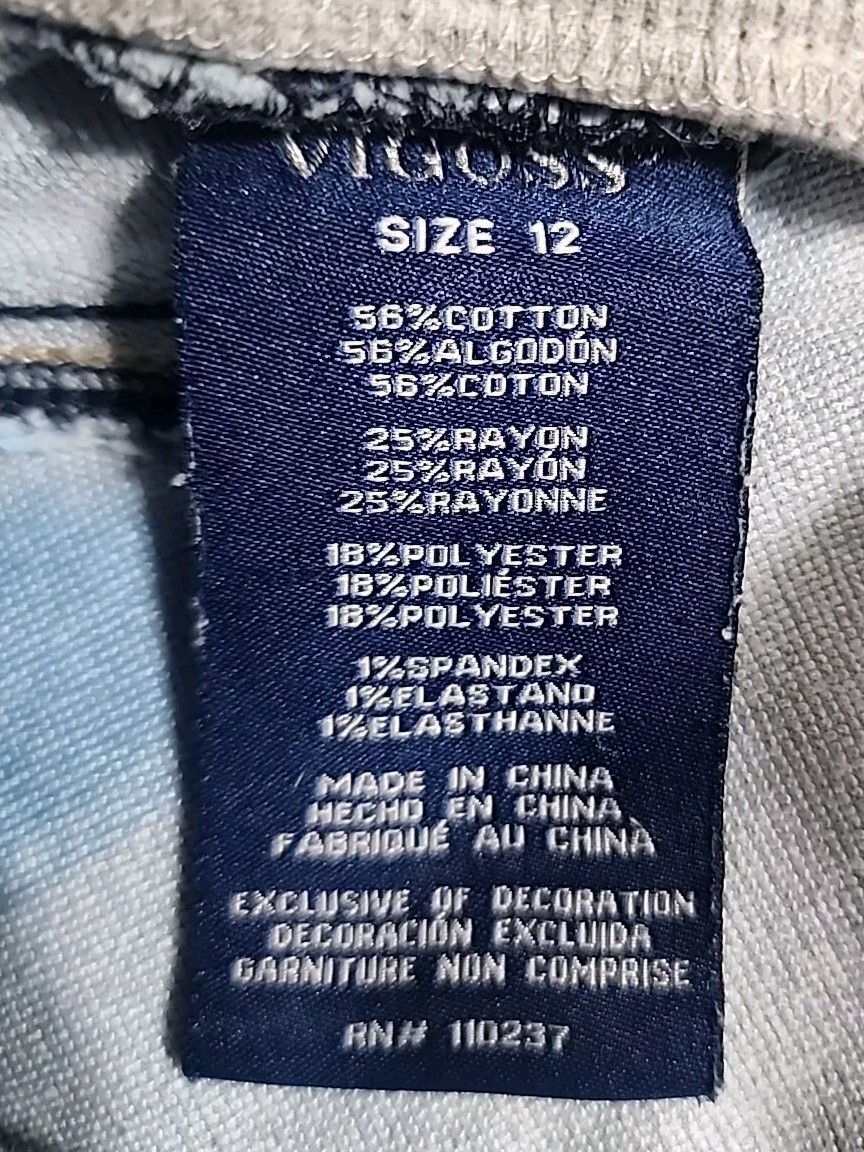 VIGOSS
SIZE 12
56%COTTON
56%ALGODÓN
56%COTON
25%RAYON
25%RAYÓN
25%RAYONNE
18%POLYESTER
18%POLIÉSTER
18%POLYESTER
1%SPANDEX
1%ELASTAND
1%ELASTHANNE
MADE IN CHINA
HECHO EN CHINA
FABRIQUÉ AU CHINA
EXCLUSIVE OF DECORATION
DECORACIÓN EXCLUIDA
GARNITURE NON COMPRISE
RN# 110237